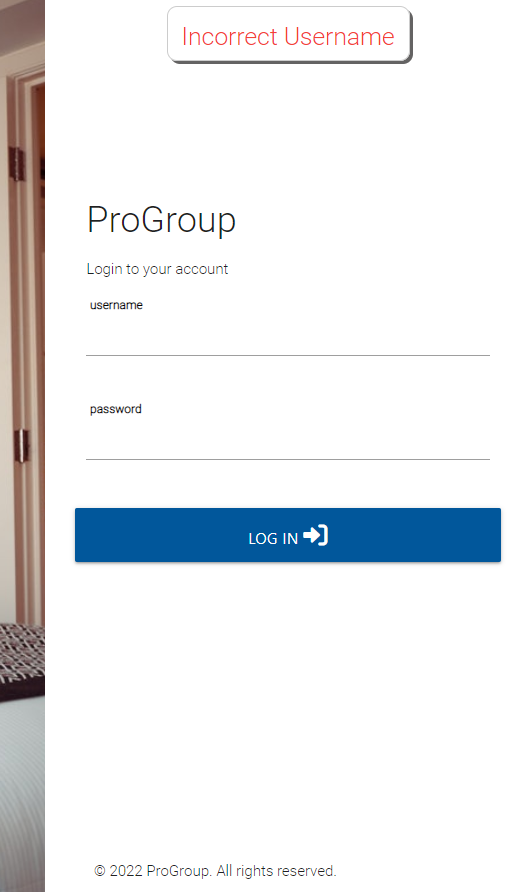 Incorrect Username
ProGroup
Login to your account
username
password
LOG IN
© 2022 ProGroup. All rights reserved.